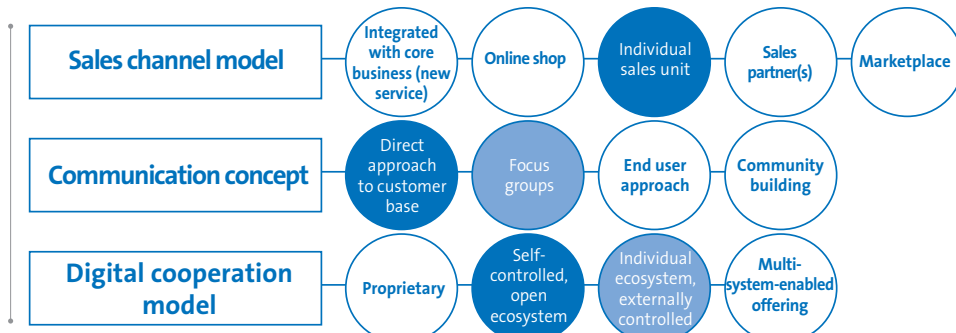 Sales channel model
Integrated
with core
business (new
service)
Online shop
Individual
sales unit
Sales
partner(s)
Marketplace
Communication concept
Direct
approach
to customer
base
Focus
groups
End user
approach
Community
building
Digital cooperation
model
Proprietary
Self-
controlled,
open
ecosystem
Individual
ecosystem,
externally
controlled
Multi-
system-enabled
offering